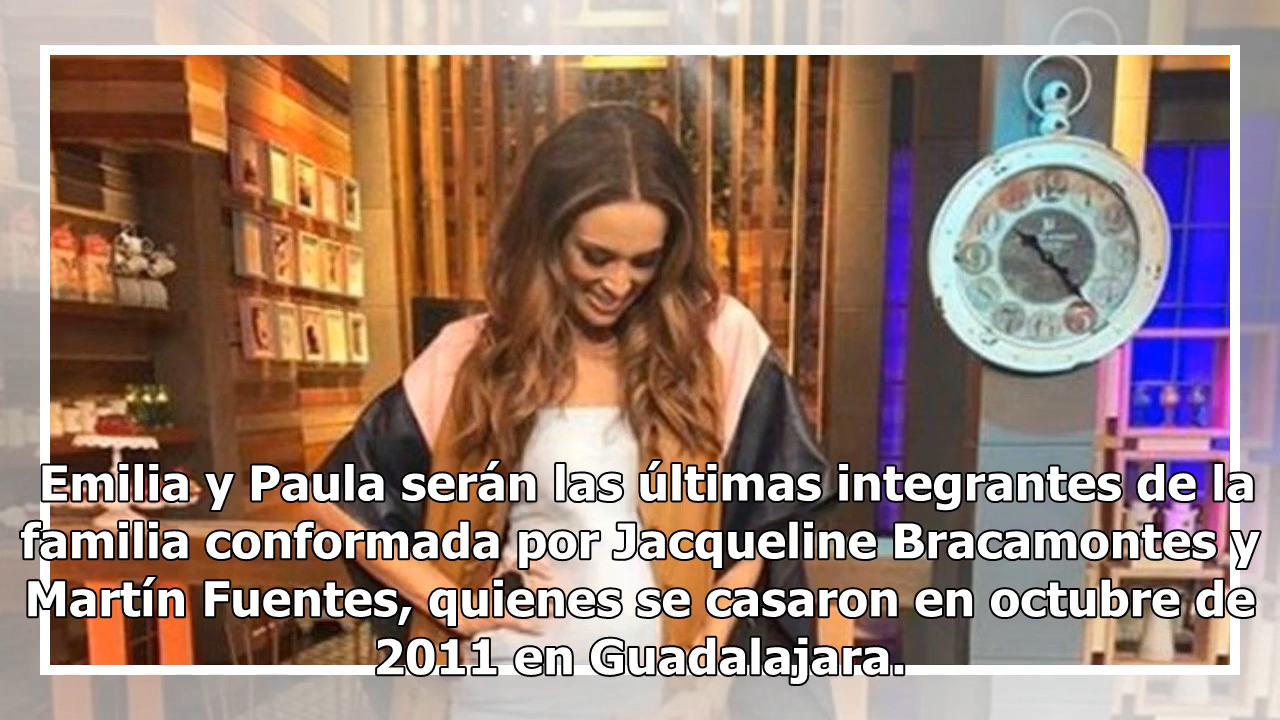 Emilia y Paula serán las últimas integrantes de la
familia conformada por Jacqueline Bracamontes y
Martín Fuentes, quienes se casaron en octubre de
2011 en Guadalajara.